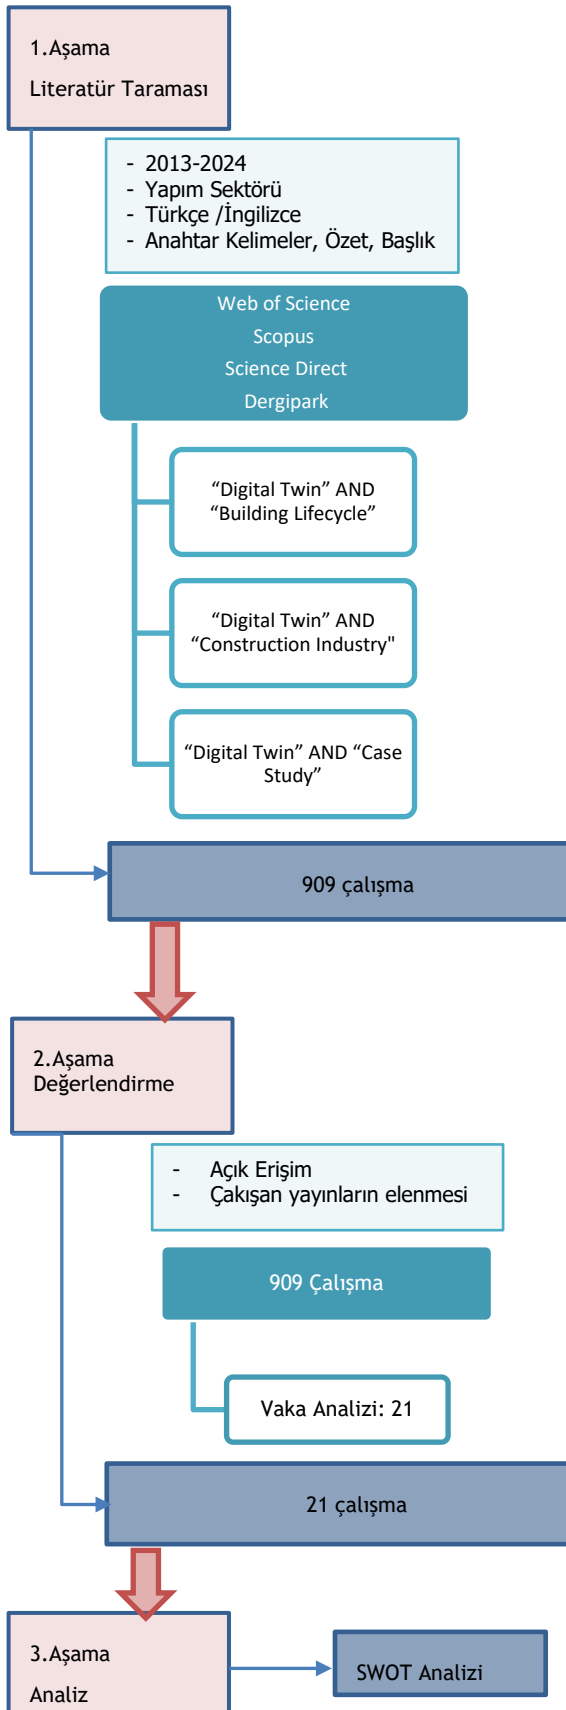 1.Aşama
Literatür Taraması
- 2013-2024
- Yapım Sektörü
- Türkçe /İngilizce
- Anahtar Kelimeler, Özet, Başlık
Web of Science
Scopus
Science Direct
Dergipark
“Digital Twin” AND
“Building Lifecycle”
“Digital Twin” AND
“Construction Industry"
“Digital Twin” AND “Case
Study”
909 çalışma
2.Aşama
Değerlendirme
- Açık Erişim
- Çakışan yayınların elenmesi
909 Çalışma
Vaka Analizi: 21
21 çalışma
3.Aşama
Analiz
SWOT Analizi